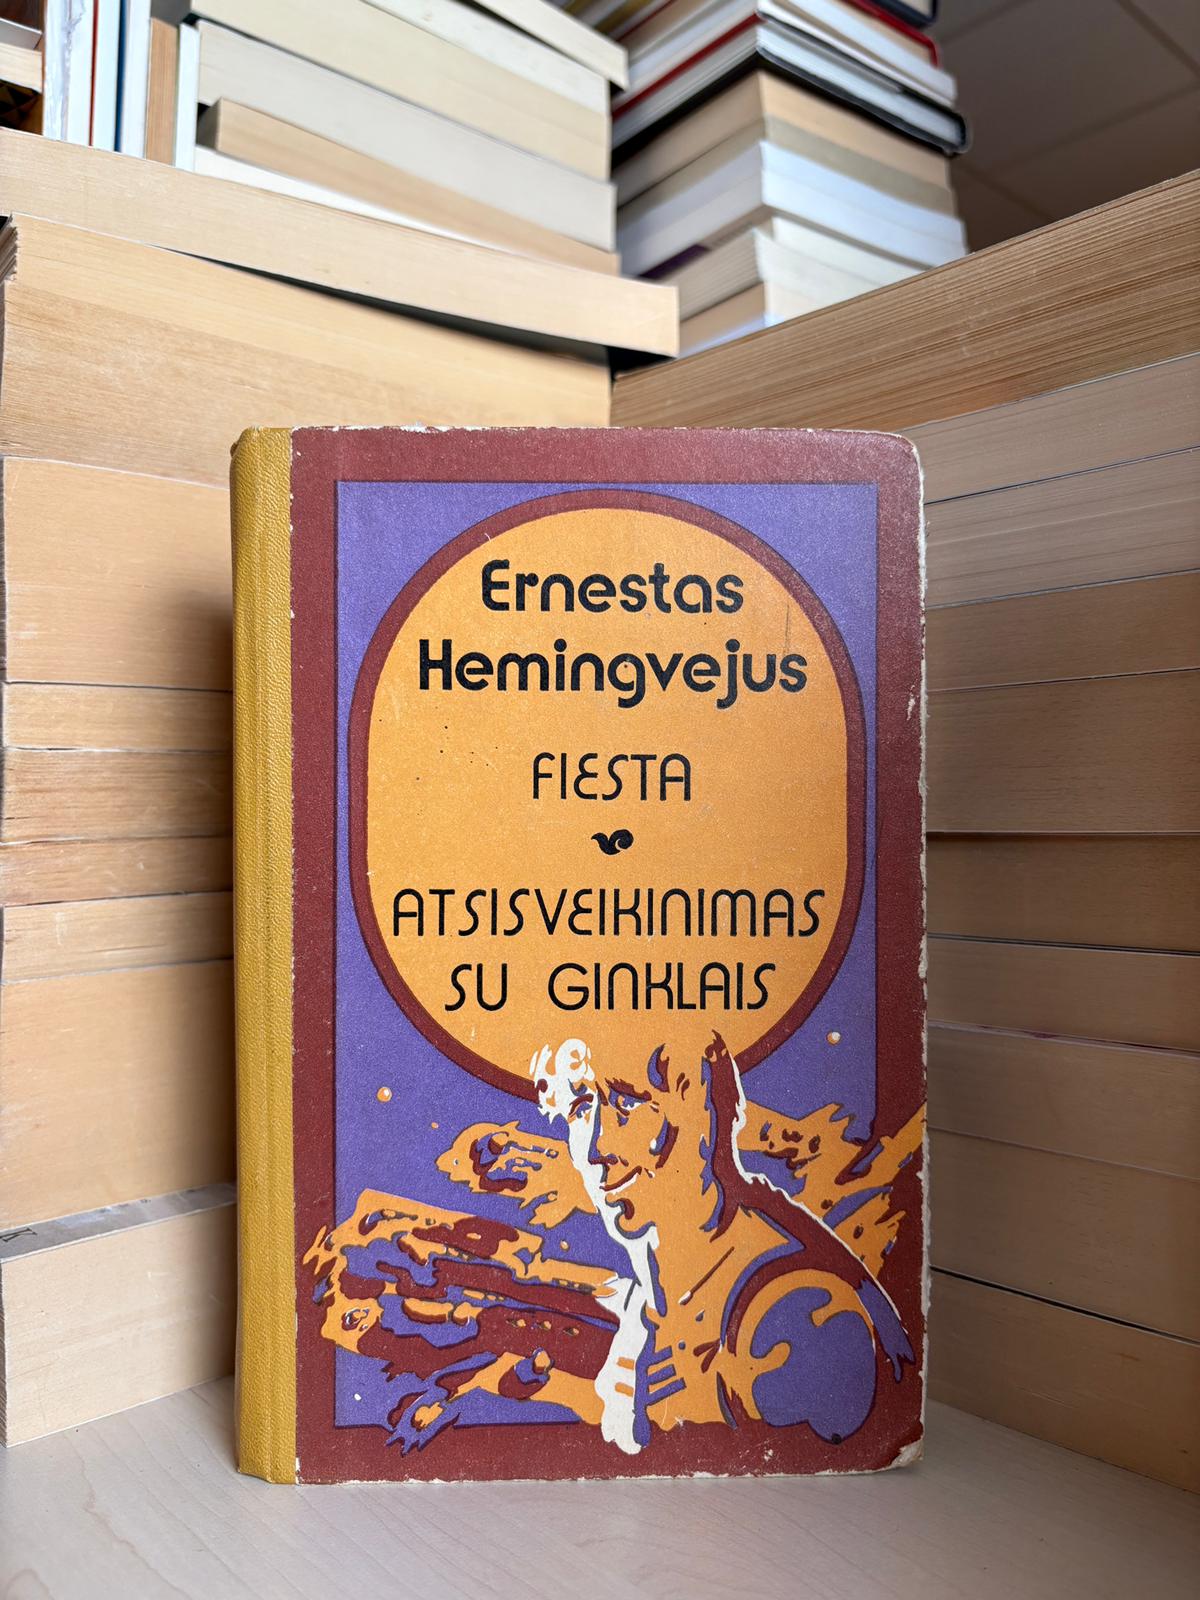 Ernestas
Hemingvejus
FIESTA
ATSISVEIKINIMAS
SU GINKLAIS